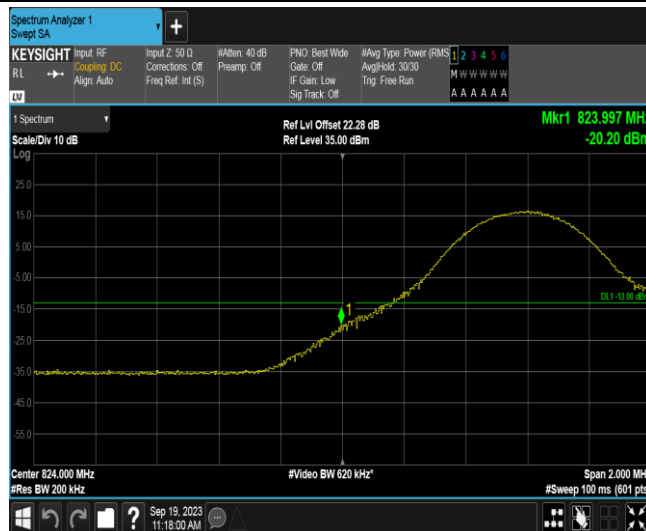 Spectrum Analyzer 1
Swept SA
+
KEYSIGHT Input: RF Input Z: 50 Ω #Atten: 40 dB PNO: Best Wide #Avg Type: Power (RMS 1 2 3 4 5 6
RL Coupling: DC Corrections: Off Preamp: Off Gate: Off Avg|Hold: 30/30 M W W W W W
Align: Auto Freq Ref: Int (S) IF Gain: Low Trig: Free Run
Sig Track: Off A A A A A A
LXI
1 Spectrum Ref Lvl Offset 22.28 dB Mkr1 823.997 MHz
Scale/Div 10 dB Ref Level 35.00 dBm -20.20 dBm
Log
25.0
15.0
5.00
-5.00
DL1 -13.00 dBm
-15.0
1
-25.0
-35.0
-45.0
-55.0
Center 824.000 MHz #Video BW 620 kHz* Span 2.000 MHz
#Res BW 200 kHz #Sweep 100 ms (601 pts
? Sep 19, 2023
11:18:00 AM